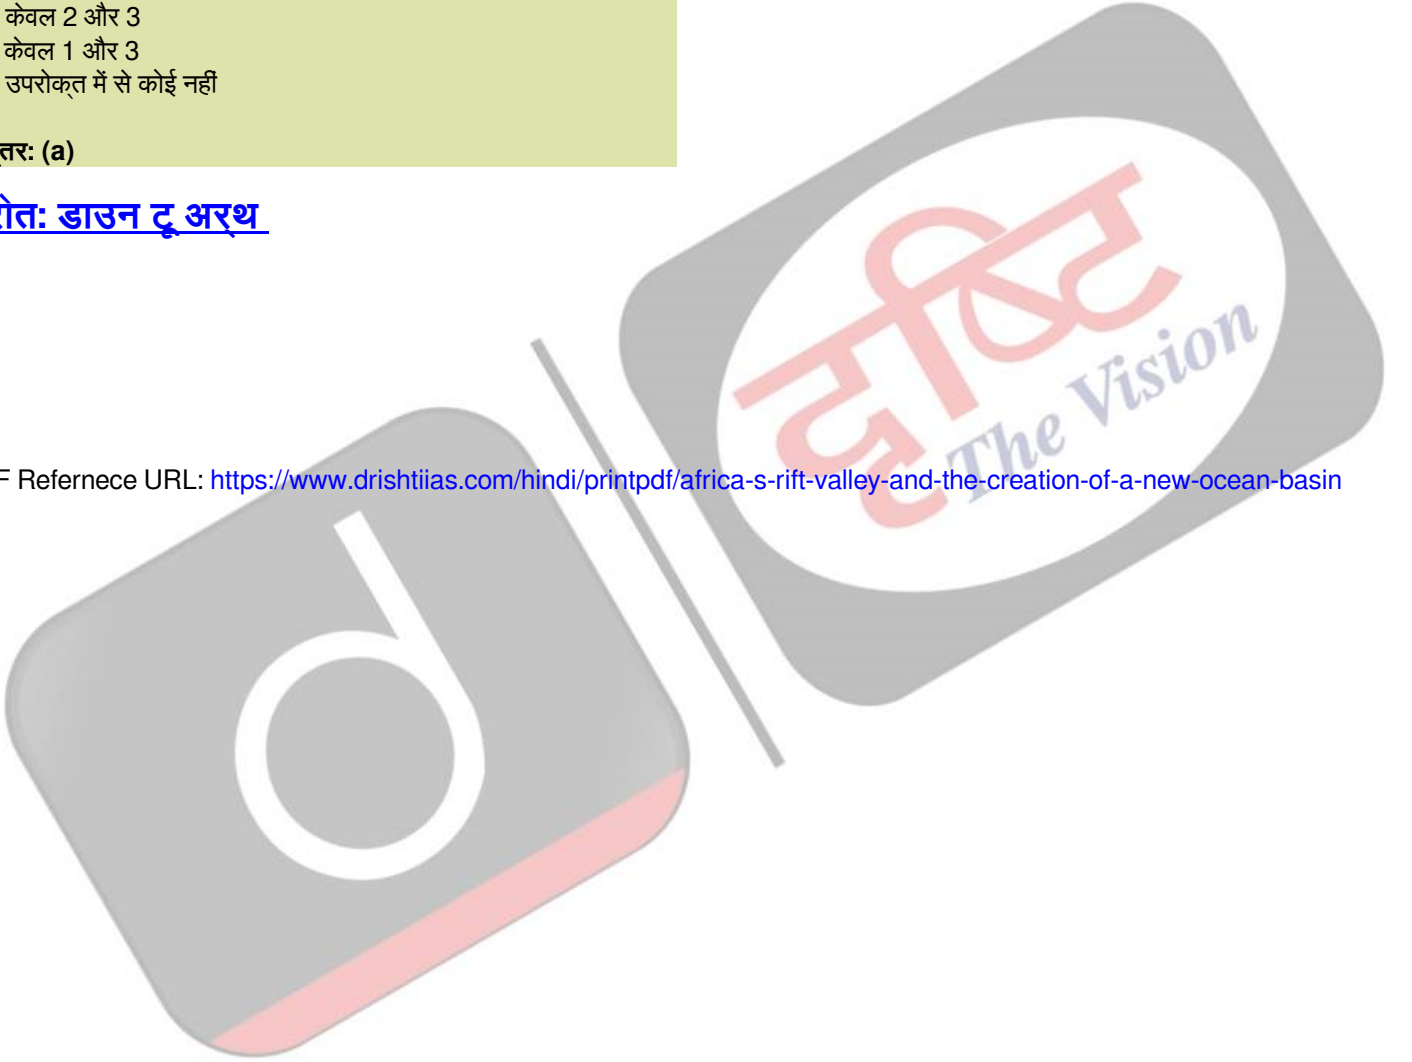 केवल 2 और 3
केवल 1 और 3
उपरोक्त में से कोई नहीं
त्तर: (a)
रोत: डाउन टू अर्थ
F Refernece URL: https://www.drishtiias.com/hindi/printpdf/africa-s-rift-valley-and-the-creation-of-a-new-ocean-basin
दृष्टि
The Vision
d